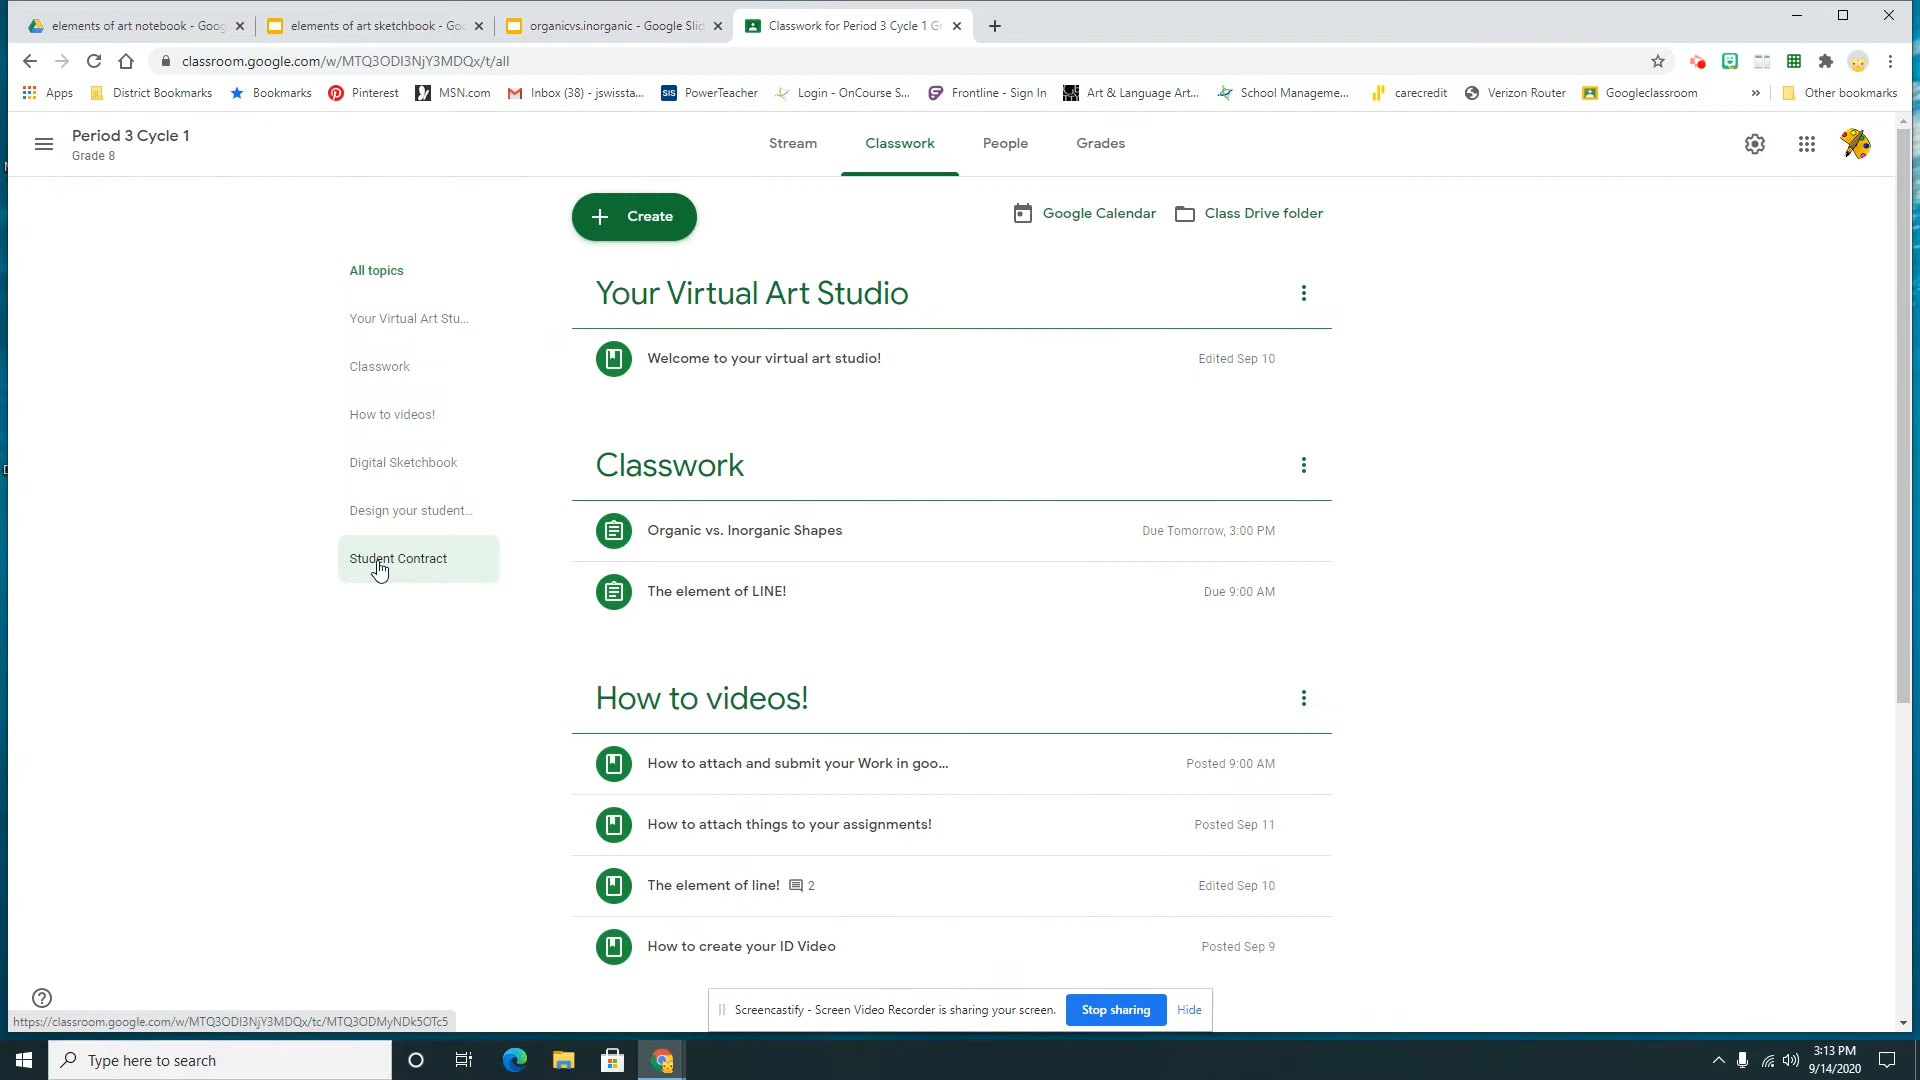 elements of art notebook - Goog
elements of art sketchbook - Goo
organicvs.inorganic - Google Slid
Classwork for Period 3 Cycle 1 Gr
classroom.google.com/w/MTQ3ODI3NjY3MDQx/t/all
Apps
District Bookmarks
Bookmarks
Pinterest
MSN.com
Inbox (38) - jswissta...
SIS
PowerTeacher
Login - OnCourse S...
Frontline - Sign In
Art & Language Art...
School Manageme...
carecredit
Verizon Router
Googleclassroom
»
Other bookmarks
Period 3 Cycle 1
Grade 8
Stream
Classwork
People
Grades
Create
Google Calendar
Class Drive folder
All topics
Your Virtual Art Stu...
Classwork
How to videos!
Digital Sketchbook
Design your student...
Student Contract
Your Virtual Art Studio
Welcome to your virtual art studio!
Edited Sep 10
Classwork
Organic vs. Inorganic Shapes
Due Tomorrow, 3:00 PM
The element of LINE!
Due 9:00 AM
How to videos!
How to attach and submit your Work in goo...
Posted 9:00 AM
How to attach things to your assignments!
Posted Sep 11
The element of line!
2
Edited Sep 10
How to create your ID Video
Posted Sep 9
Screencastify - Screen Video Recorder is sharing your screen.
Stop sharing
Hide
https://classroom.google.com/w/MTQ3ODI3NjY3MDQx/tc/MTQ3ODMyNDk5OTc5
Type here to search
3:13 PM
9/14/2020